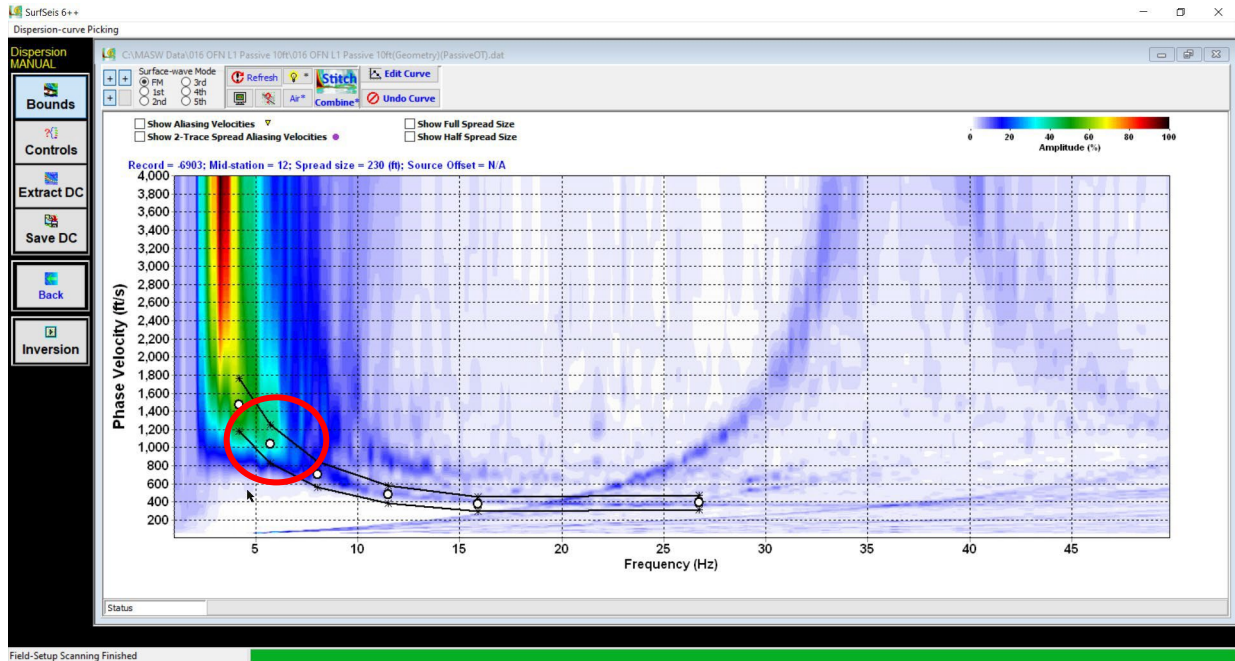 SurfSeis 6++
Dispersion-curve Picking
Dispersion
MANUAL
Bounds
Controls
Extract DC
Save DC
Back
Inversion
C:\MASW Data\016 OFN L1 Passive 10ft\016 OFN L1 Passive 10ft(Geometry)(PassiveOT).dat
Surface-wave Mode
FM 3rd
1st 4th
2nd 5th
Refresh
Air*
Stitch
Combine*
Edit Curve
Undo Curve
Show Aliasing Velocities
Show 2-Trace Spread Aliasing Velocities
Show Full Spread Size
Show Half Spread Size
0 20 40 60 80 100
Amplitude (%)
Record = -6903; Mid-station = 12; Spread size = 230 (ft); Source Offset = N/A
4,000
3,800
3,600
3,400
3,200
3,000
2,800
2,600
2,400
2,200
2,000
1,800
1,600
1,400
1,200
1,000
800
600
400
200
Phase Velocity (ft/s)
5 10 15 20 25 30 35 40 45
Frequency (Hz)
Status
Field-Setup Scanning Finished